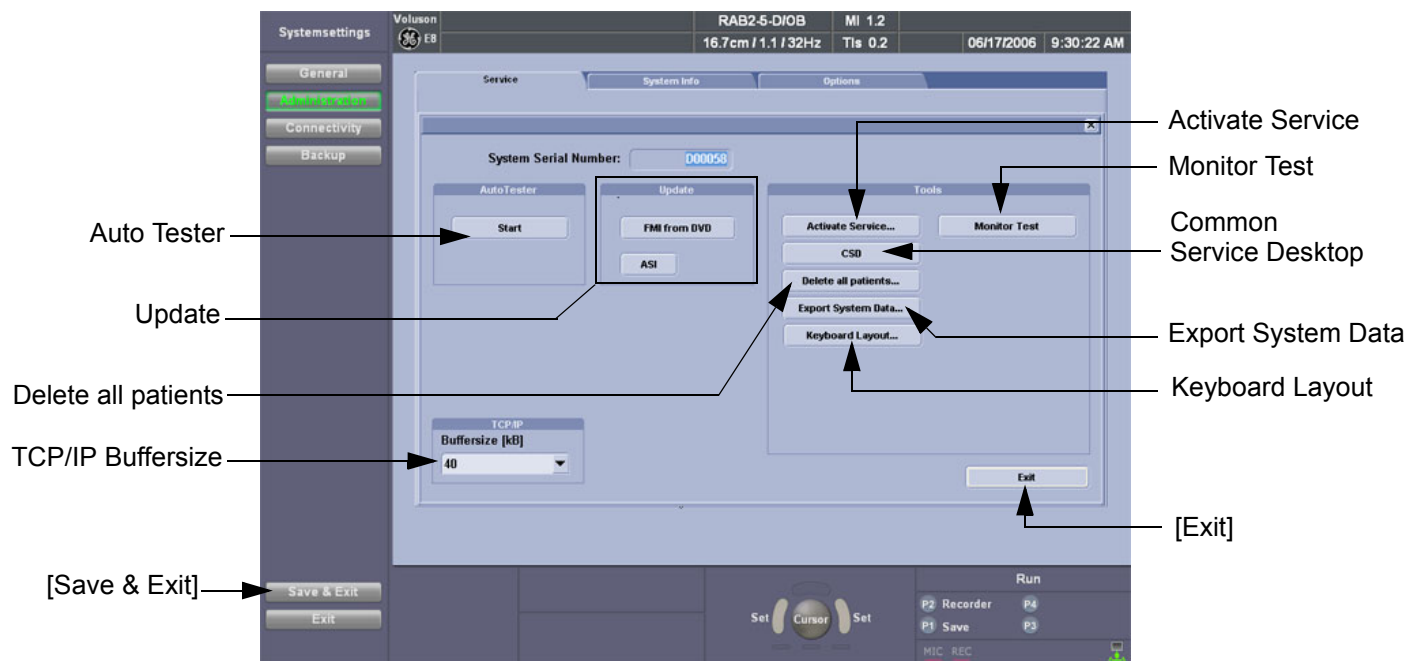 Systemsettings
Voluson
E8
RAB2-5-D/OB
MI 1.2
16.7cm / 1.1 / 32Hz
TIs 0.2
06/17/2006
9:30:22 AM
General
Administration
Connectivity
Backup
Service
System Info
Options
System Serial Number:
D00058
AutoTester
Start
Update
FMI from DVD
ASI
Tools
Activate Service...
Monitor Test
CSD
Delete all patients...
Export System Data...
Keyboard Layout...
TCP/IP
Buffersize [kB]
40
Exit
Auto Tester
Update
Delete all patients
TCP/IP Buffersize
[Save & Exit]
Activate Service
Monitor Test
Common
Service Desktop
Export System Data
Keyboard Layout
[Exit]
Save & Exit
Exit
Set
Cursor
Set
Run
P2 Recorder P4
P1 Save P3
MIC REC